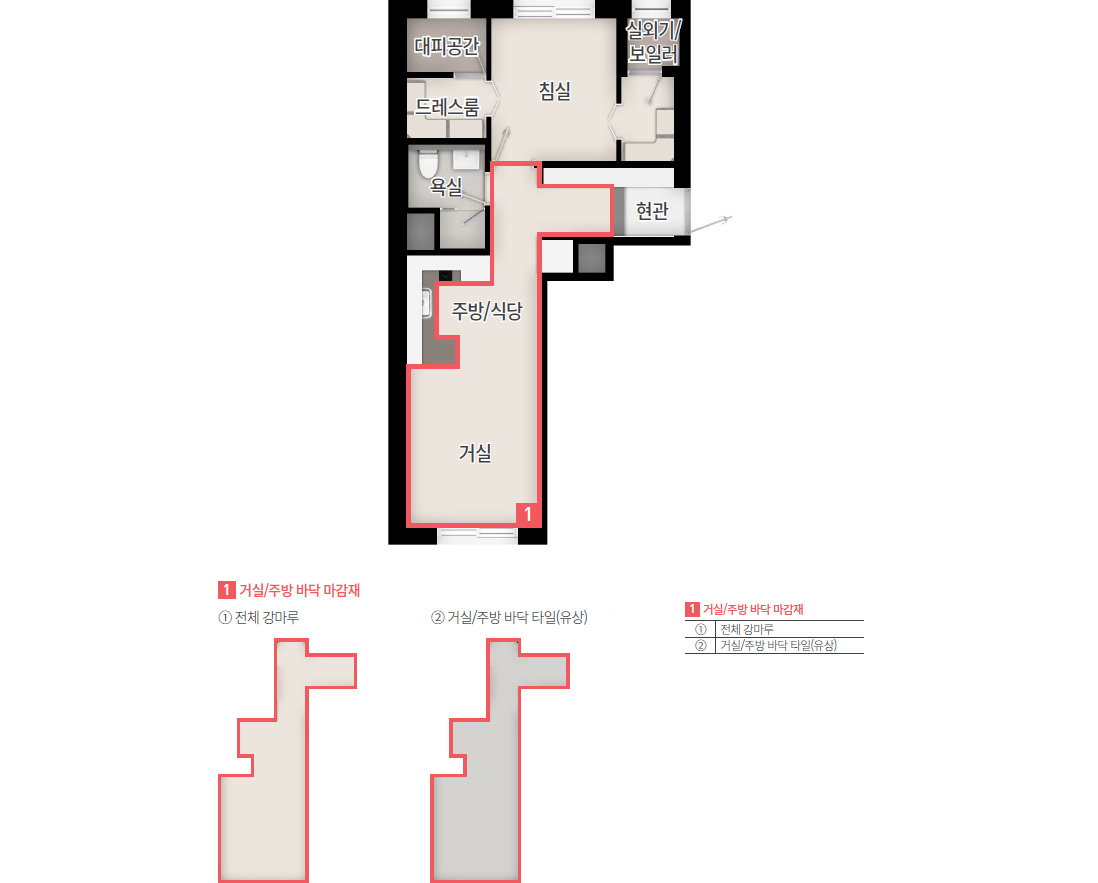 대피공간
실외기/
보일러
드레스룸
침실
욕실
현관
주방/식당
거실
1
1 거실/주방 바닥 마감재
① 전체 강마루
② 거실/주방 바닥 타일(유상)
1 거실/주방 바닥 마감재
① 전체 강마루
② 거실/주방 바닥 타일(유상)